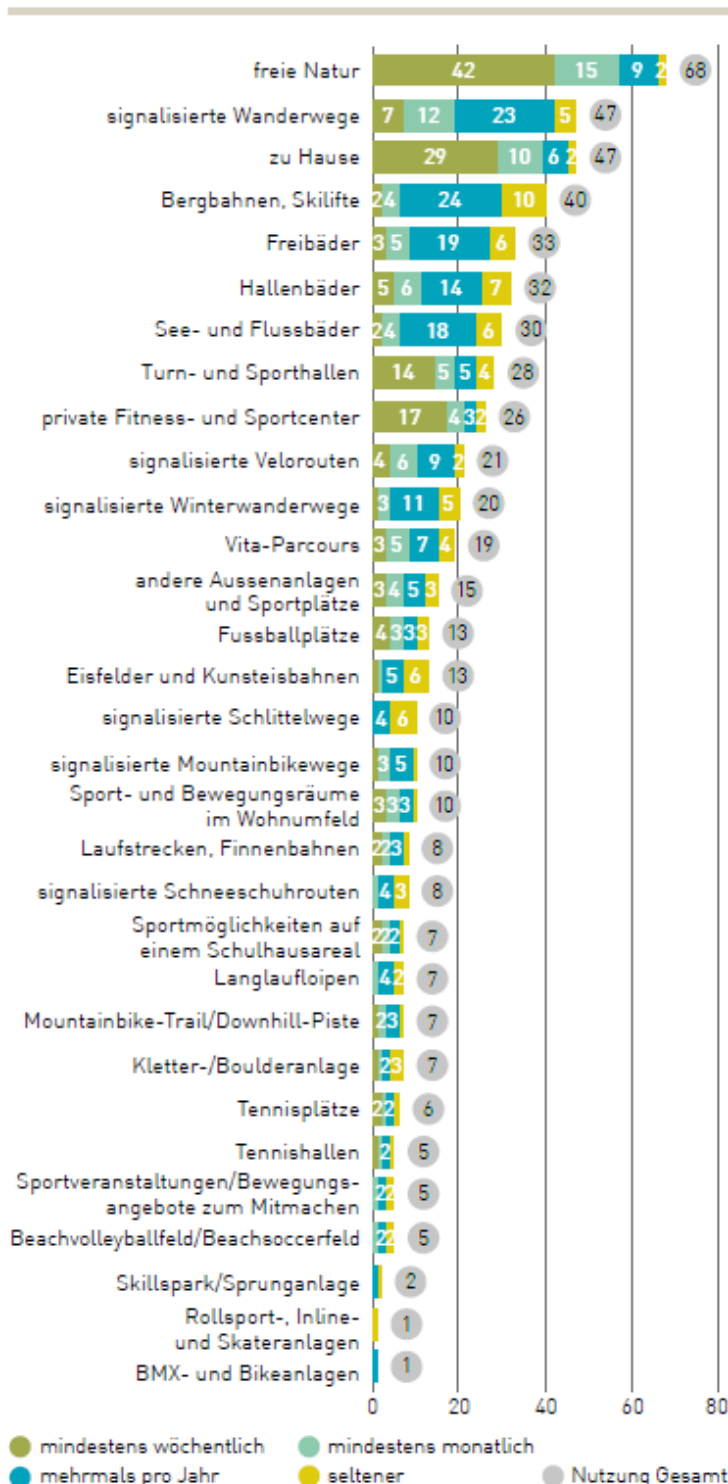 freie Natur 42 15 9 2 68
signalisierte Wanderwege 7 12 23 5 47
zu Hause 29 10 6 2 47
Bergbahnen, Skilifte 2 4 24 10 40
Freibäder 3 5 19 6 33
Hallenbäder 5 6 14 7 32
See- und Flussbäder 2 4 18 6 30
Turn- und Sporthallen 14 5 5 4 28
private Fitness- und Sportcenter 17 4 3 2 26
signalisierte Velorouten 4 6 9 2 21
signalisierte Winterwanderwege 3 11 5 20
Vita-Parcours 3 5 7 4 19
andere Aussenanlagen
und Sportplätze 3 4 5 3 15
Fussballplätze 4 3 3 3 13
Eisfelder und Kunsteisbahnen 5 6 13
signalisierte Schlittelwege 4 6 10
signalisierte Mountainbikewege 3 5 10
Sport- und Bewegungsräume
im Wohnumfeld 3 3 3 10
Laufstrecken, Finnenbahnen 2 2 3 8
signalisierte Schneeschuhrouten 4 3 8
Sportmöglichkeiten auf
einem Schulhausareal 2 2 2 7
Langlaufloipen 4 2 7
Mountainbike-Trail/Downhill-Piste 2 3 7
Kletter-/Boulderanlage 2 3 7
Tennisplätze 2 2 6
Tennishallen 2 5
Sportveranstaltungen/Bewegungs-
angebote zum Mitmachen 2 2 5
Beachvolleyballfeld/Beachsoccerfeld 2 2 5
Skillspark/Sprunganlage 2
Rollsport-, Inline-
und Skateranlagen 1
BMX- und Bikeanlagen 1
0 20 40 60 80
mindestens wöchentlich mindestens monatlich
mehrmals pro Jahr seltener Nutzung Gesamt